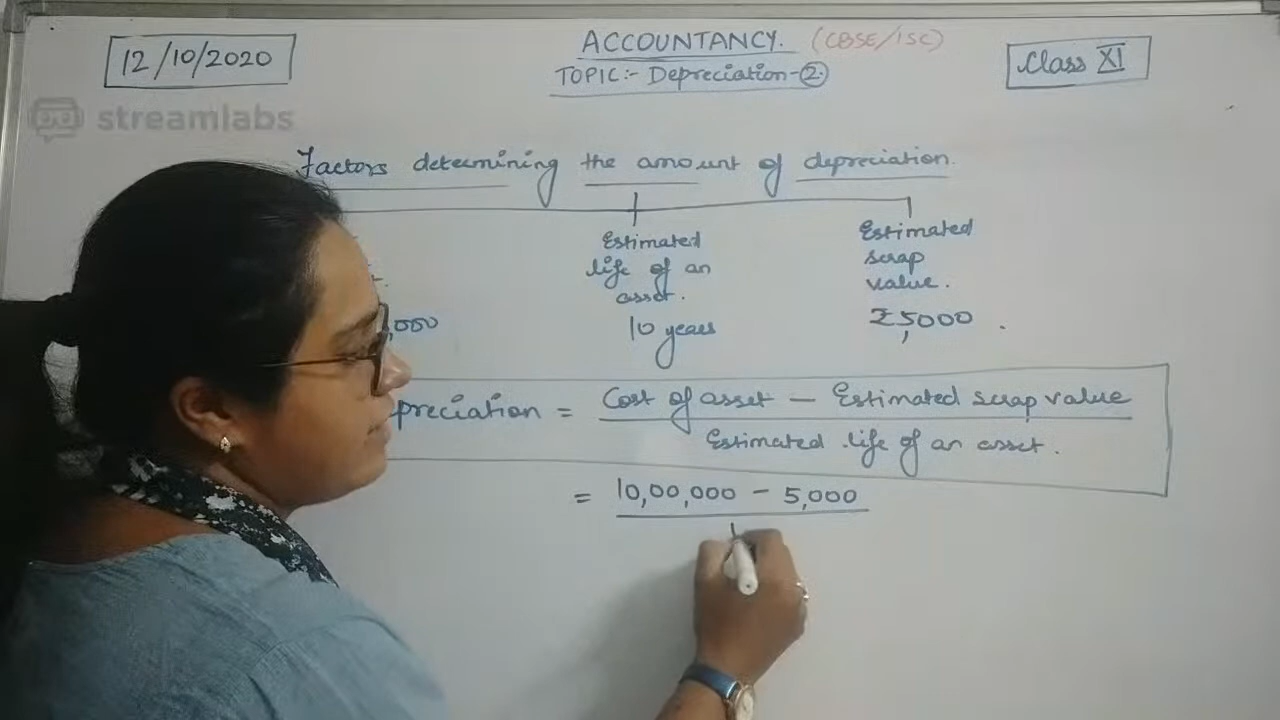 12/10/2020
ACCOUNTANCY. (CBSE/ISC)
TOPIC:- Depreciation-②
Class XI
streamlabs
Factors determining the amount of depreciation.
Estimated life of an asset.
10 years
Estimated scrap value.
₹5,000
,000
preciation = Cost of asset — Estimated scrap value
Estimated life of an asset.
= 10,00,000 - 5,000